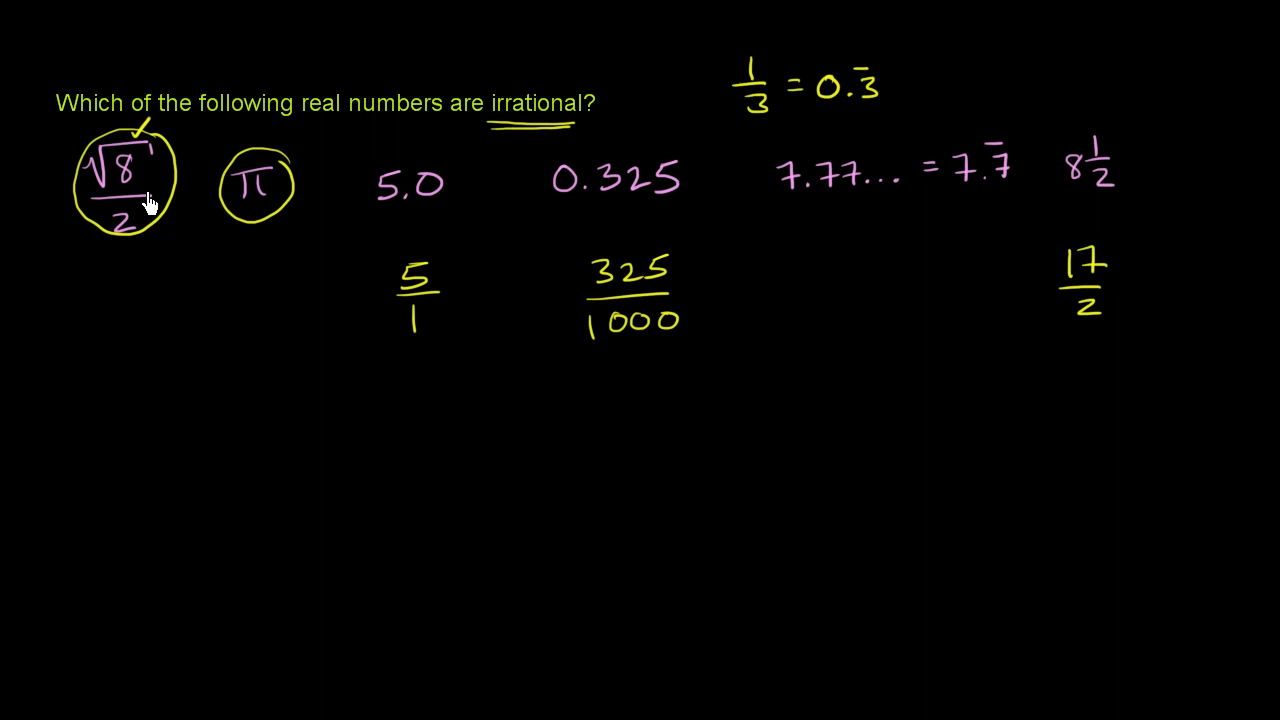 1/3 = 0.3̅
Which of the following real numbers are irrational?
√8/2 π 5.0 0.325 7.77... = 7.7̅ 8 1/2
5/1 325/1000 17/2